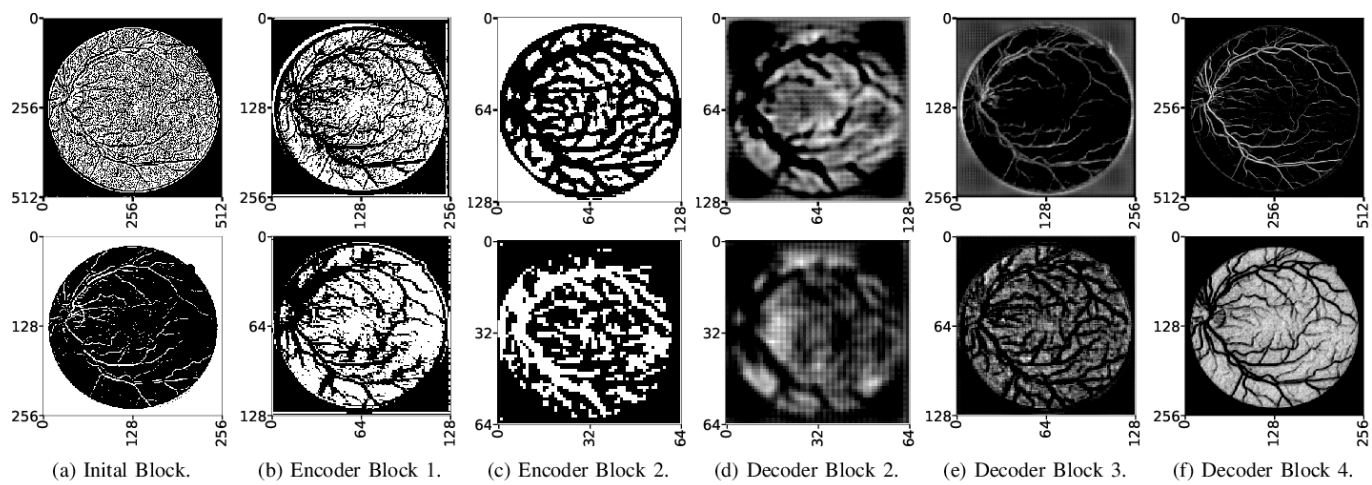 0 0 0 0 0 0
256 128 64 64 128 256
512 256 128 128 256 512
0 256 512 0 128 256 0 64 128 0 64 128 0 128 256 0 256 512
0 0 0 0 0 0
128 64 32 32 64 128
256 128 64 64 128 256
0 128 256 0 64 128 0 32 64 0 32 64 0 64 128 0 128 256
(a) Inital Block. (b) Encoder Block 1. (c) Encoder Block 2. (d) Decoder Block 2. (e) Decoder Block 3. (f) Decoder Block 4.